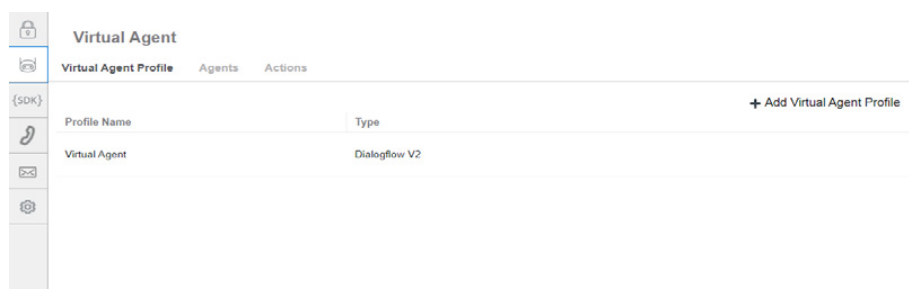 Virtual Agent
Virtual Agent Profile Agents Actions
{SDK}
+ Add Virtual Agent Profile
Profile Name Type
Virtual Agent Dialogflow V2